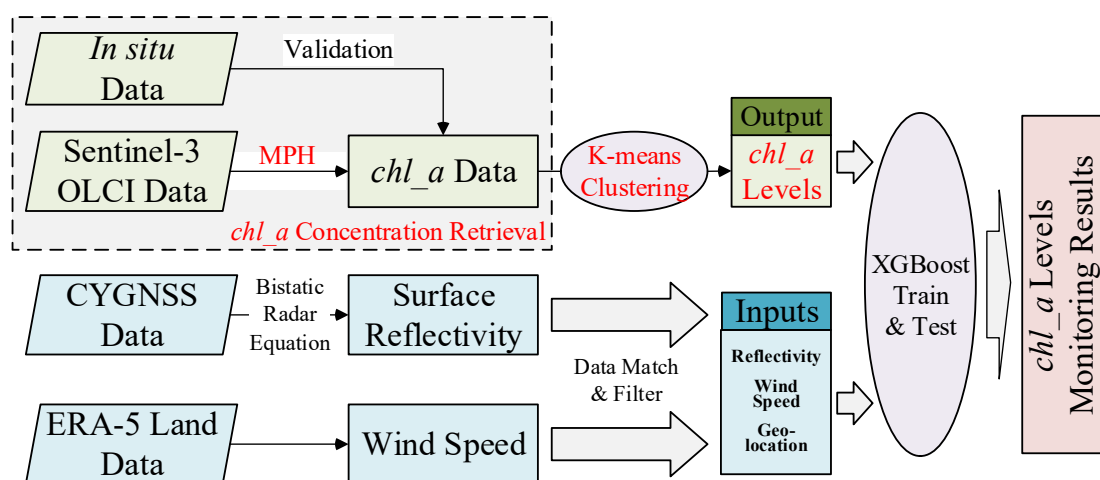 In situ
Data
Validation
Sentinel-3
OLCI Data
MPH
chl_a Data
chl_a Concentration Retrieval
K-means
Clustering
Output
chl_a
Levels
CYGNSS
Data
Bistatic
Radar
Equation
Surface
Reflectivity
Data Match
& Filter
ERA-5 Land
Data
Wind Speed
Inputs
Reflectivity
Wind
Speed
Geo-
location
XGBoost
Train
& Test
chl_a Levels
Monitoring Results